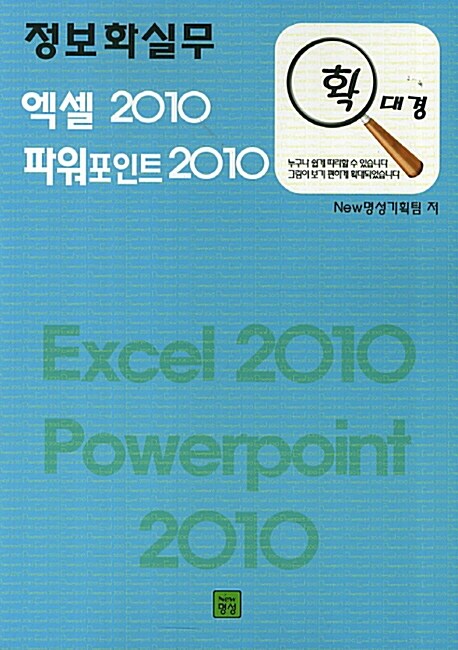 정보화실무
엑셀 2010
파워포인트 2010
확대경
누구나 쉽게 따라할 수 있습니다
그림이 보기 편하게 확대되었습니다
New명성기획팀 저
Excel 2010
Powerpoint
2010
New
명성